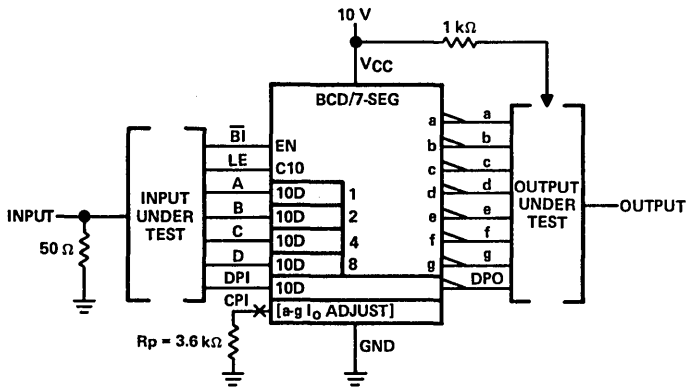 10 V
1 kΩ
VCC
BCD/7-SEG
BI
LE
A
B
C
D
DPI
CPI
EN
C10
10D 1
10D 2
10D 4
10D 8
10D
[a-g IO ADJUST]
a
b
c
d
e
f
g
a
b
c
d
e
f
g
DPO
INPUT
50 Ω
INPUT
UNDER
TEST
OUTPUT
UNDER
TEST
OUTPUT
Rp = 3.6 kΩ
GND